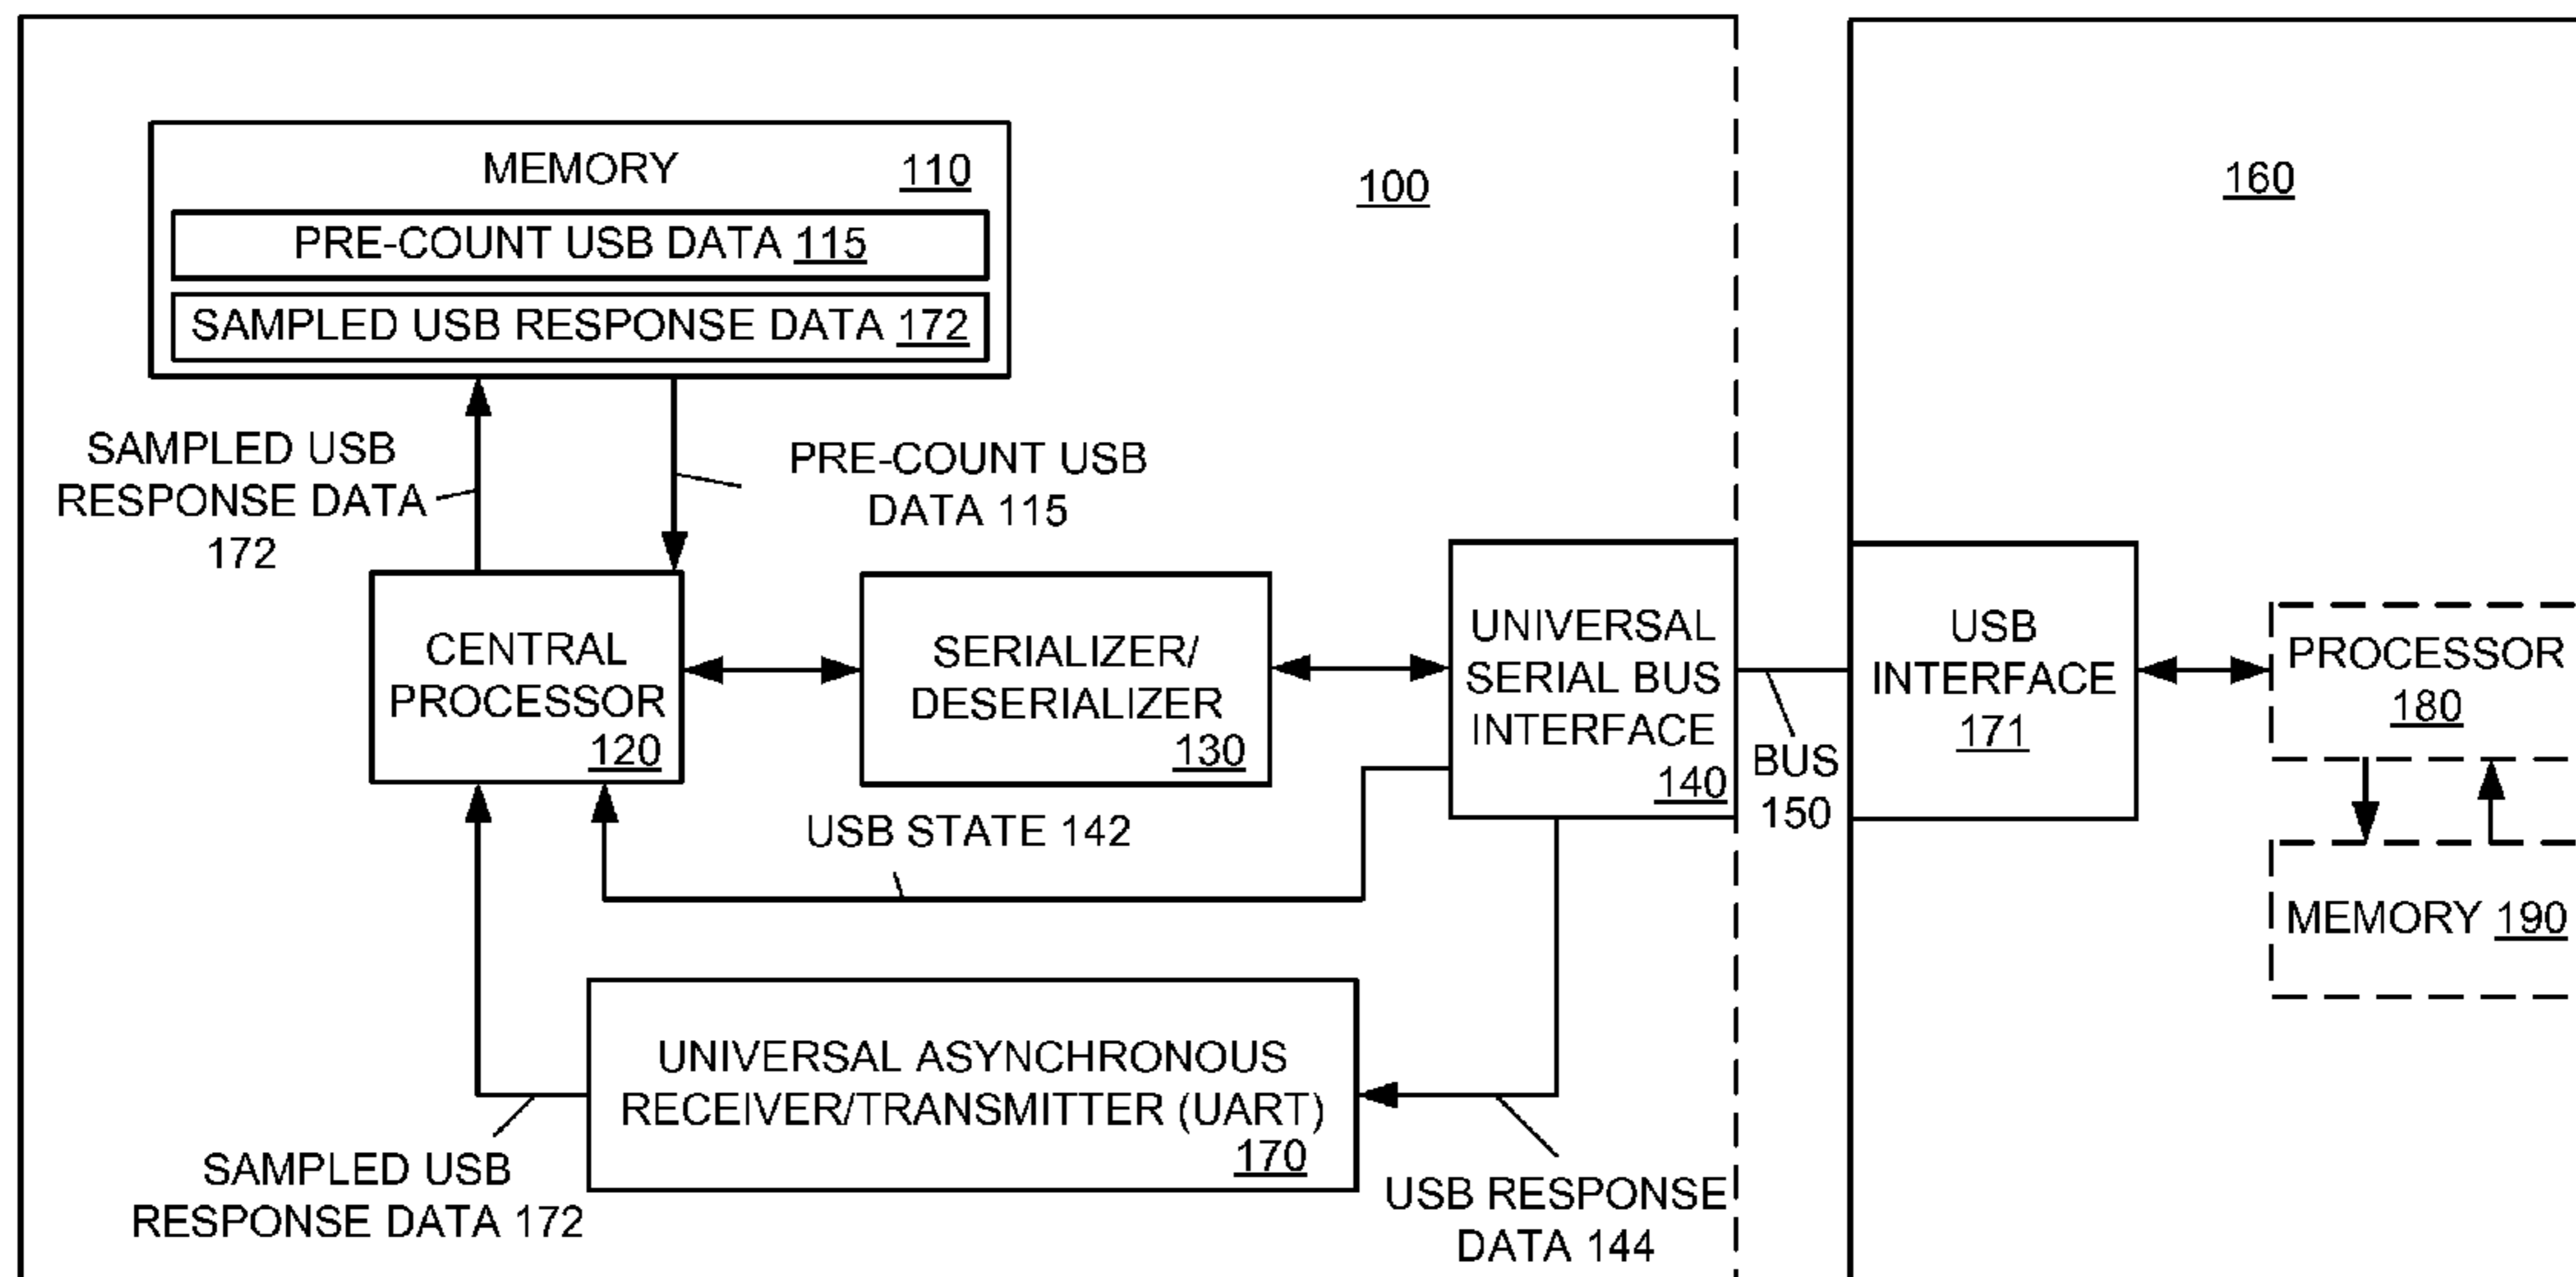 MEMORY 110
PRE-COUNT USB DATA 115
SAMPLED USB RESPONSE DATA 172
100
160
SAMPLED USB
RESPONSE DATA
172
PRE-COUNT USB
DATA 115
CENTRAL
PROCESSOR
120
SERIALIZER/
DESERIALIZER
130
UNIVERSAL
SERIAL BUS
INTERFACE
140
BUS
150
USB
INTERFACE
171
PROCESSOR
180
MEMORY 190
USB STATE 142
UNIVERSAL ASYNCHRONOUS
RECEIVER/TRANSMITTER (UART)
170
SAMPLED USB
RESPONSE DATA 172
USB RESPONSE
DATA 144